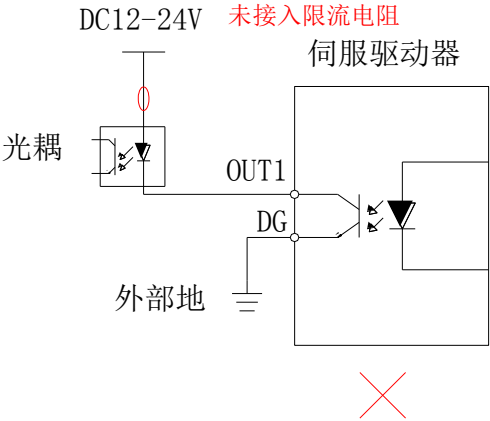 DC12-24V 未接入限流电阻
伺服驱动器
光耦
OUT1
DG
外部地